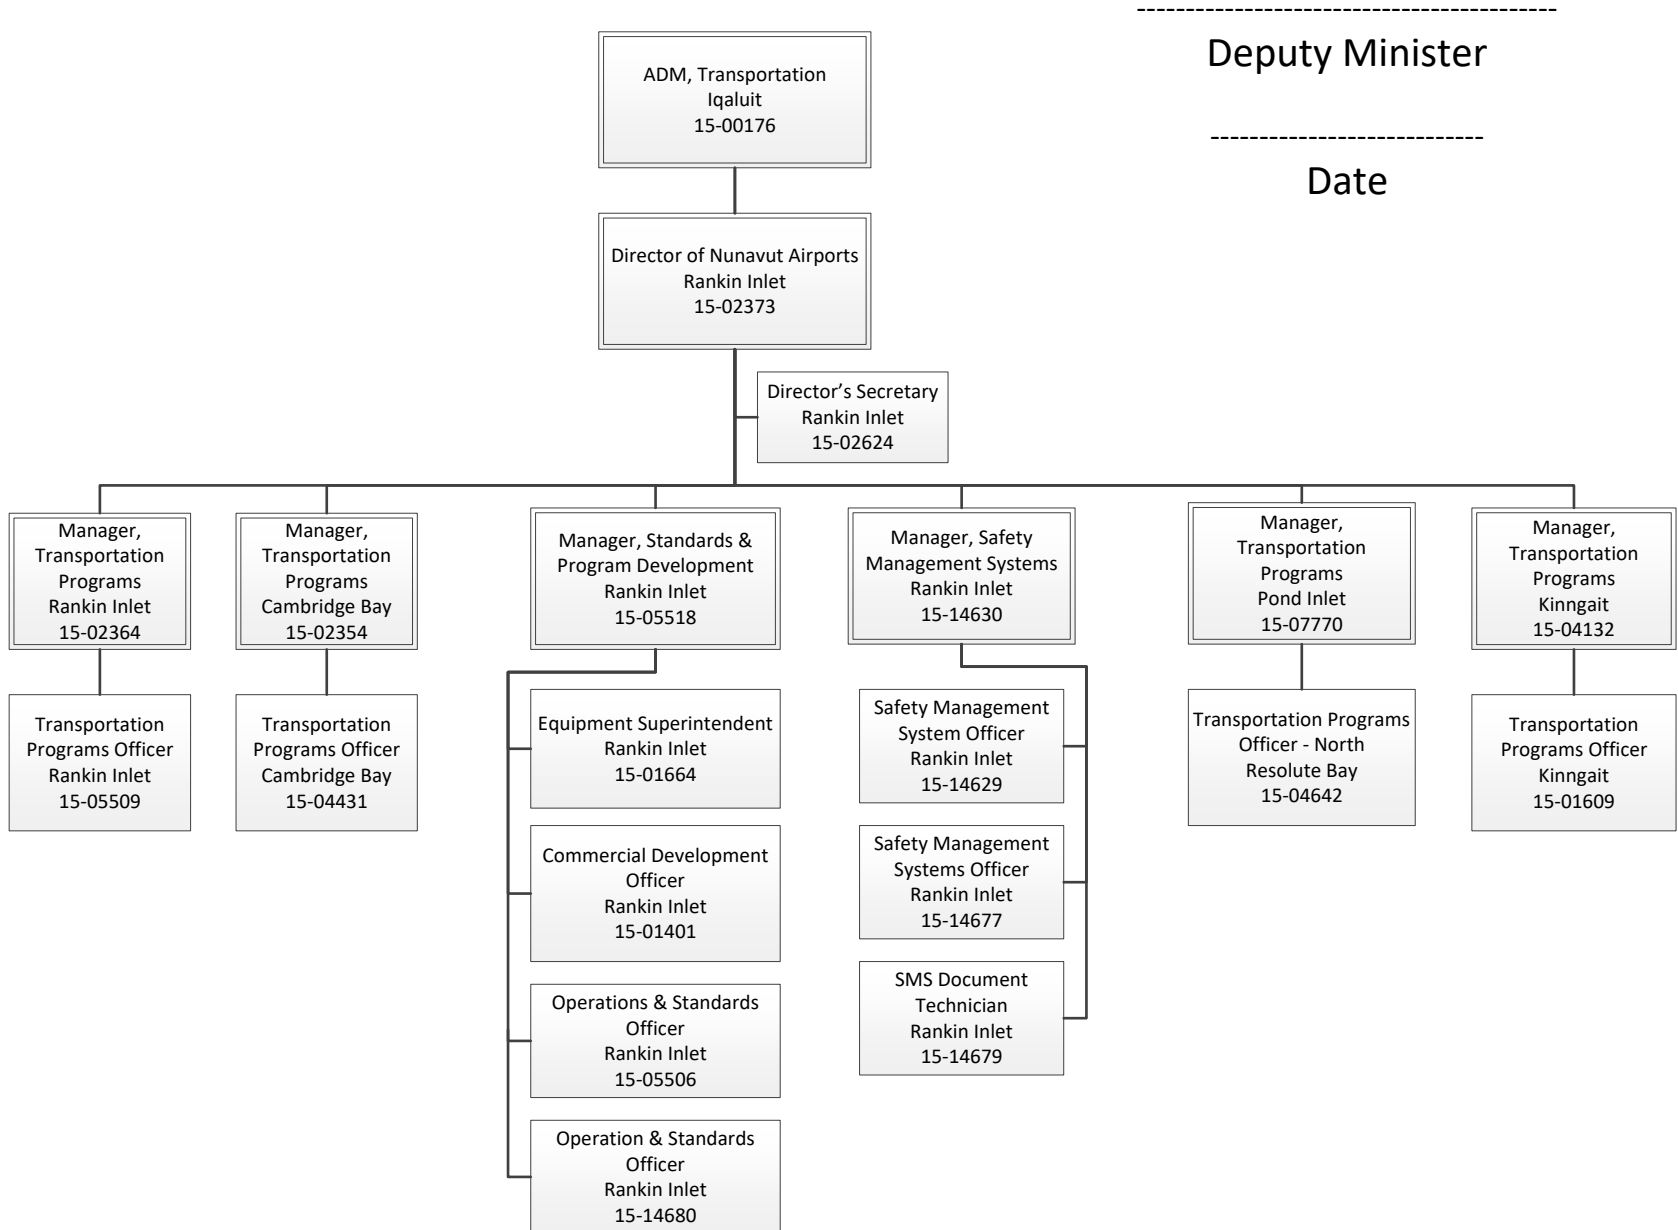 ------------------------------------------
Deputy Minister
----------------------------
Date
ADM, Transportation
Iqaluit
15-00176
Director of Nunavut Airports
Rankin Inlet
15-02373
Director’s Secretary
Rankin Inlet
15-02624
Manager,
Transportation
Programs
Rankin Inlet
15-02364
Manager,
Transportation
Programs
Cambridge Bay
15-02354
Manager, Standards &
Program Development
Rankin Inlet
15-05518
Manager, Safety
Management Systems
Rankin Inlet
15-14630
Manager,
Transportation
Programs
Pond Inlet
15-07770
Manager,
Transportation
Programs
Kinngait
15-04132
Transportation
Programs Officer
Rankin Inlet
15-05509
Transportation
Programs Officer
Cambridge Bay
15-04431
Equipment Superintendent
Rankin Inlet
15-01664
Commercial Development
Officer
Rankin Inlet
15-01401
Operations & Standards
Officer
Rankin Inlet
15-05506
Operation & Standards
Officer
Rankin Inlet
15-14680
Safety Management
System Officer
Rankin Inlet
15-14629
Safety Management
Systems Officer
Rankin Inlet
15-14677
SMS Document
Technician
Rankin Inlet
15-14679
Transportation Programs
Officer - North
Resolute Bay
15-04642
Transportation
Programs Officer
Kinngait
15-01609